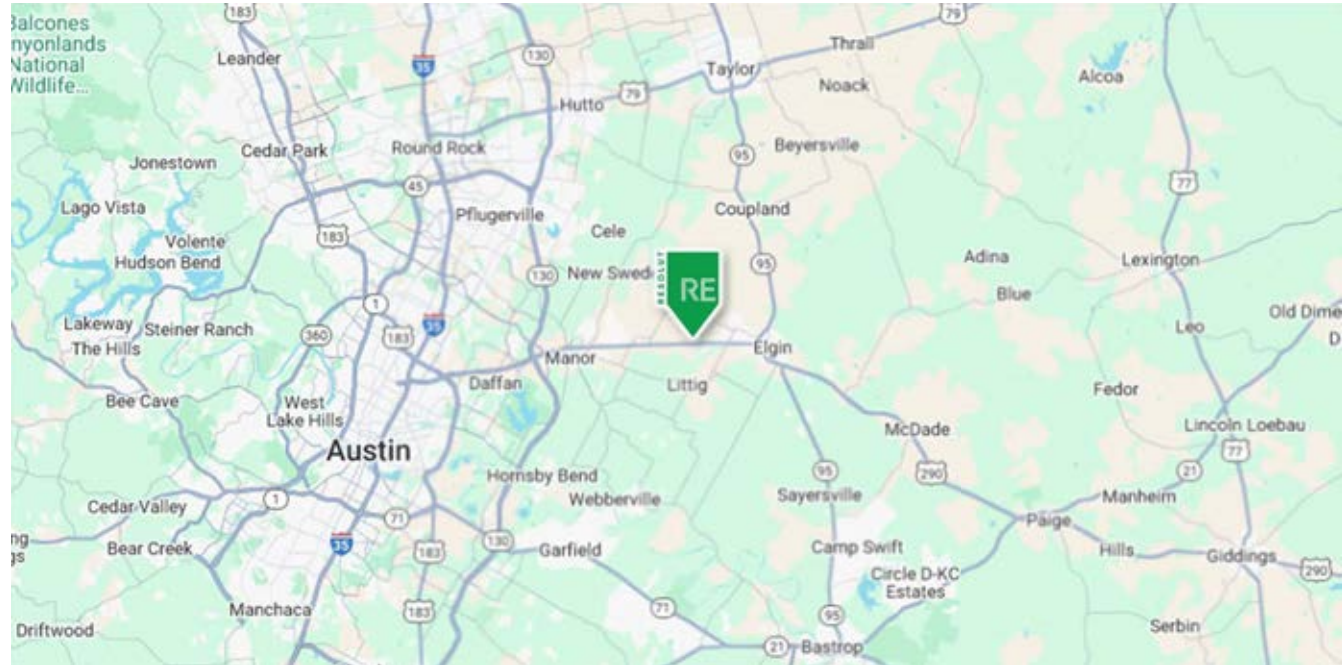 183
Balcones
nyonlands
National
Wildlife...
Leander
35
130
79
Thrall
Taylor
Noack
Alcoa
Hutto
79
Jonestown
Cedar Park
Round Rock
95
Beyersville
45
77
Lago Vista
Pflugerville
Coupland
Volente
183
Cele
Hudson Bend
130
New Swede
RESOLUT
RE
95
Adina
Lexington
Blue
Lakeway
Steiner Ranch
1
35
The Hills
360
183
Leo
Old Dime
D
Manor
Elgin
Daffan
Littig
Fedor
Bee Cave
West
Lake Hills
McDade
Lincoln
Loebau
Austin
77
Hornsby Bend
95
290
21
Cedar Valley
1
Webberville
Sayersville
Manheim
71
ng
gs
Bear Creek
35
183
130
Garfield
Camp Swift
Paige
Hills
Giddings
290
Circle D-KC
Estates
Manchaca
183
71
95
Driftwood
21
Bastrop
Serbin